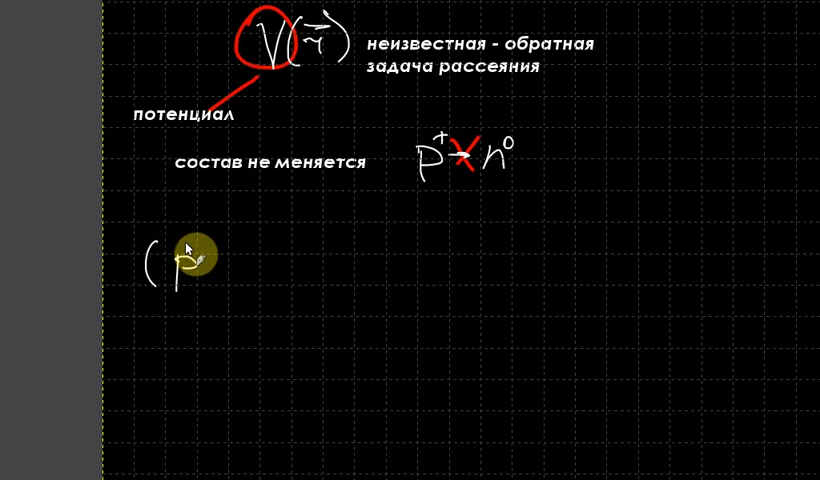 V(r⃗) неизвестная - обратная
задача рассеяния
потенциал
состав не меняется p⁺ → n⁰
(p